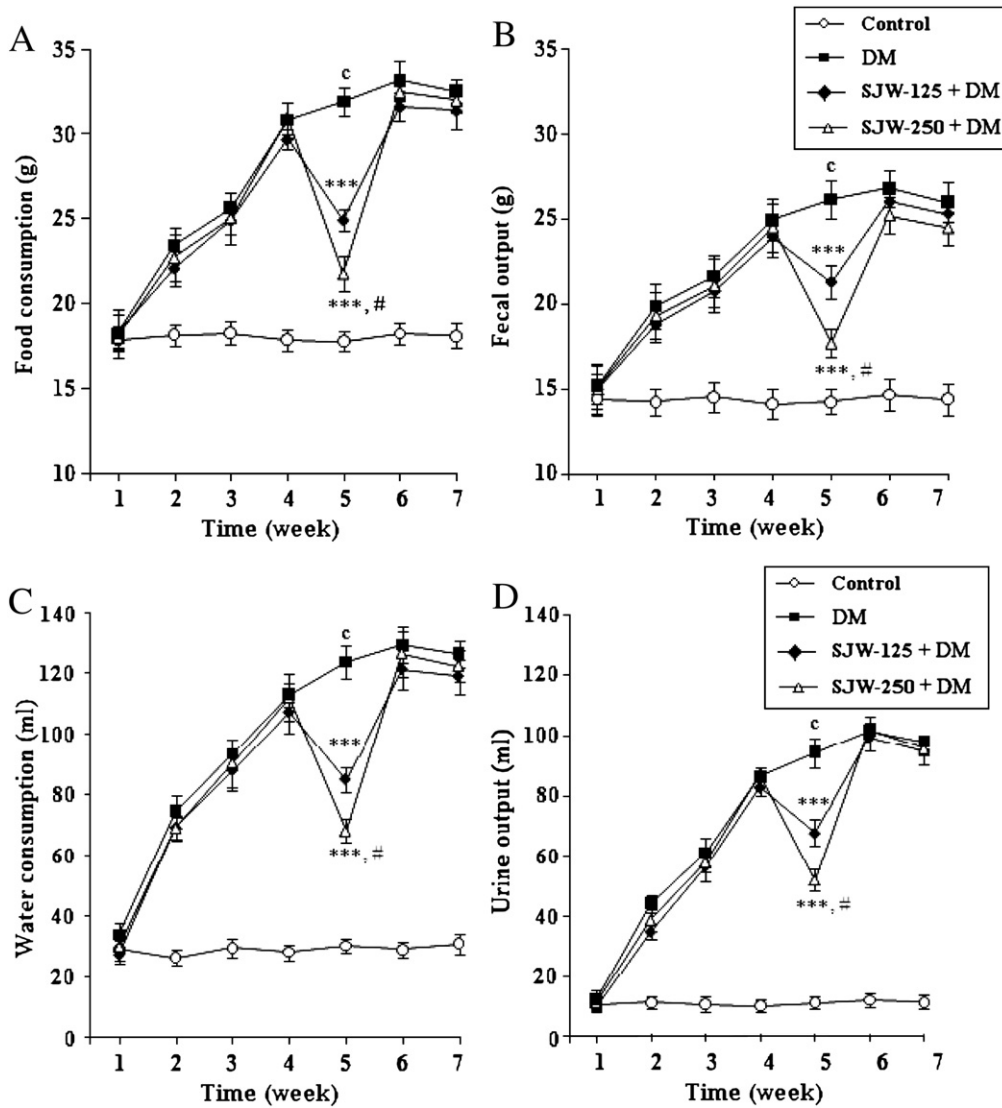 A
Food consumption (g)
35
30
25
20
15
10
c
***
***, #
1 2 3 4 5 6 7
Time (week)
B
Control
DM
SJW-125 + DM
SJW-250 + DM
Fecal output (g)
35
30
25
20
15
10
c
***
***, #
1 2 3 4 5 6 7
Time (week)
C
Water consumption (ml)
140
120
100
80
60
40
20
0
c
***
***, #
1 2 3 4 5 6 7
Time (week)
D
Control
DM
SJW-125 + DM
SJW-250 + DM
Urine output (ml)
140
120
100
80
60
40
20
0
c
***
***, #
1 2 3 4 5 6 7
Time (week)